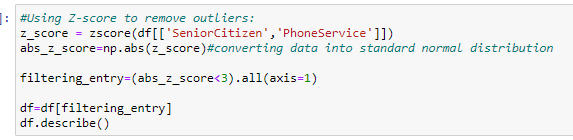 ]: #Using Z-score to remove outliers:
z_score = zscore(df[['SeniorCitizen','PhoneService']])
abs_z_score=np.abs(z_score)#converting data into standard normal distribution
filtering_entry=(abs_z_score<3).all(axis=1)
df=df[filtering_entry]
df.describe()